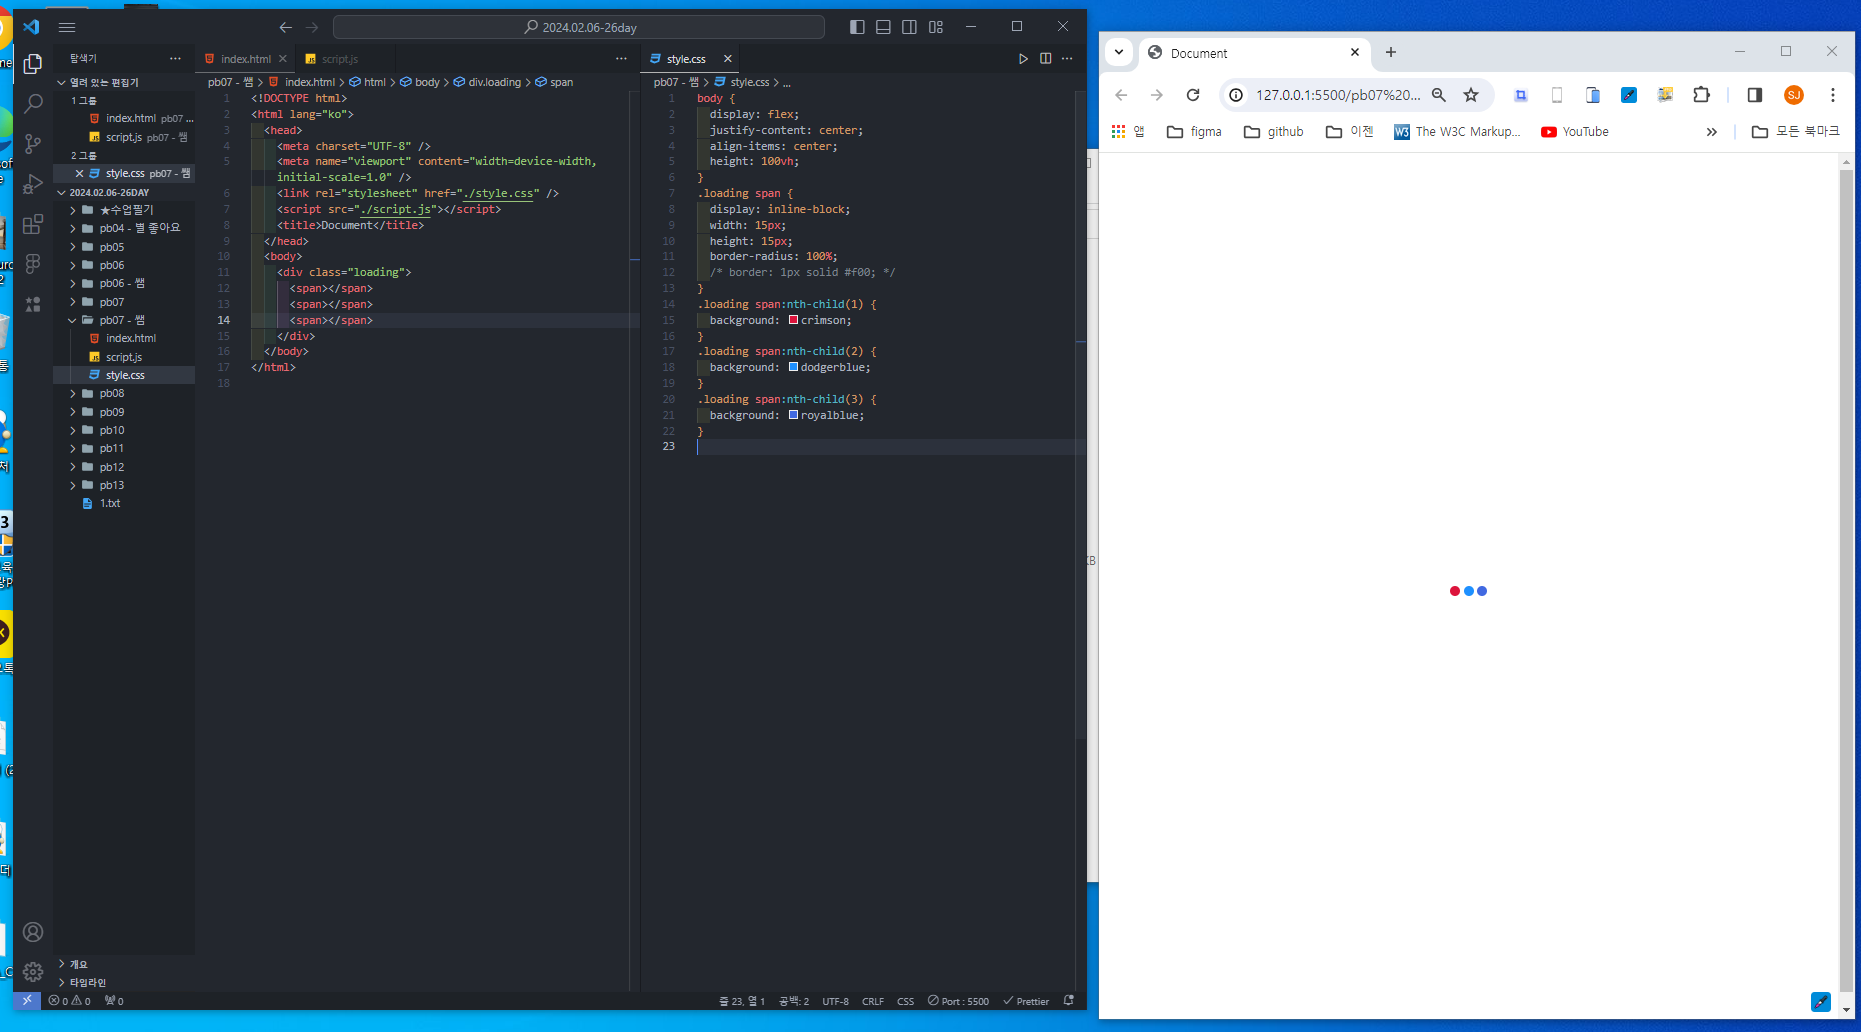 2024.02.06-26day
탐색기
열려 있는 편집기
1 그룹
index.html pb07 ...
script.js pb07 - 쌤
2 그룹
style.css pb07 - 쌤
2024.02.06-26DAY
★수업필기
pb04 - 별 좋아요
pb05
pb06
pb06 - 쌤
pb07
pb07 - 쌤
index.html
script.js
style.css
pb08
pb09
pb10
pb11
pb12
pb13
1.txt
개요
타임라인
index.html
script.js
pb07 - 쌤 > index.html > html > body > div.loading > span
1 <!DOCTYPE html>
2 <html lang="ko">
3 <head>
4 <meta charset="UTF-8" />
5 <meta name="viewport" content="width=device-width,
initial-scale=1.0" />
6 <link rel="stylesheet" href="./style.css" />
7 <script src="./script.js"></script>
8 <title>Document</title>
9 </head>
10 <body>
11 <div class="loading">
12 <span></span>
13 <span></span>
14 <span></span>
15 </div>
16 </body>
17 </html>
18
style.css
pb07 - 쌤 > style.css > ...
1 body {
2 display: flex;
3 justify-content: center;
4 align-items: center;
5 height: 100vh;
6 }
7 .loading span {
8 display: inline-block;
9 width: 15px;
10 height: 15px;
11 border-radius: 100%;
12 /* border: 1px solid #f00; */
13 }
14 .loading span:nth-child(1) {
15 background: crimson;
16 }
17 .loading span:nth-child(2) {
18 background: dodgerblue;
19 }
20 .loading span:nth-child(3) {
21 background: royalblue;
22 }
23
0 0 0
줄 23, 열 1 공백: 2 UTF-8 CRLF CSS Port : 5500 Prettier
Document
127.0.0.1:5500/pb07%20...
SJ
앱 figma github 이젠 W3 The W3C Markup... YouTube » 모든 북마크